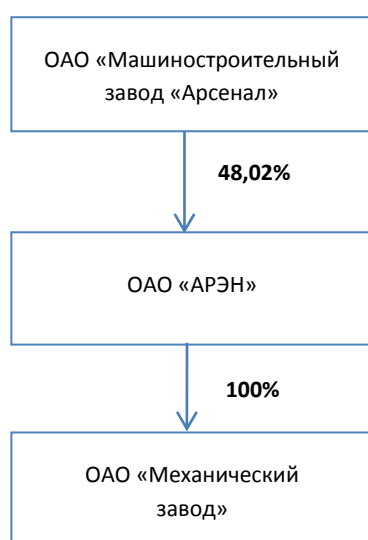 ОАО «Машиностроительный
завод «Арсенал»
48,02%
ОАО «АРЭН»
100%
ОАО «Механический
завод»